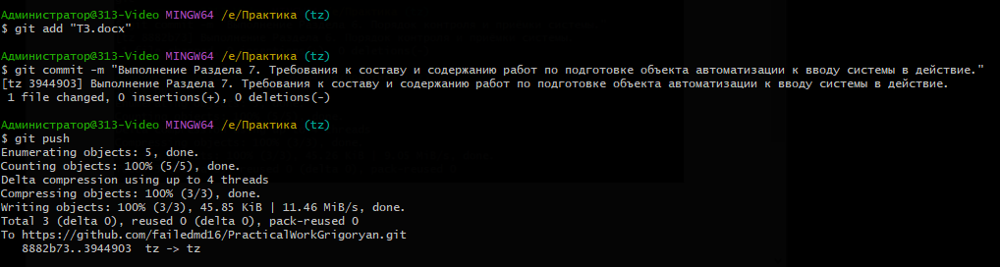 Администратор@313-Video MINGW64 /e/Практика (tz)
$ git add "ТЗ.docx"
Администратор@313-Video MINGW64 /e/Практика (tz)
$ git commit -m "Выполнение Раздела 7. Требования к составу и содержанию работ по подготовке объекта автоматизации к вводу системы в действие."
[tz 3944903] Выполнение Раздела 7. Требования к составу и содержанию работ по подготовке объекта автоматизации к вводу системы в действие.
 1 file changed, 0 insertions(+), 0 deletions(-)
Администратор@313-Video MINGW64 /e/Практика (tz)
$ git push
Enumerating objects: 5, done.
Counting objects: 100% (5/5), done.
Delta compression using up to 4 threads
Compressing objects: 100% (3/3), done.
Writing objects: 100% (3/3), 45.85 KiB | 11.46 MiB/s, done.
Total 3 (delta 0), reused 0 (delta 0), pack-reused 0
To https://github.com/failedmd16/PracticalWorkGrigoryan.git
   8882b73..3944903  tz -> tz